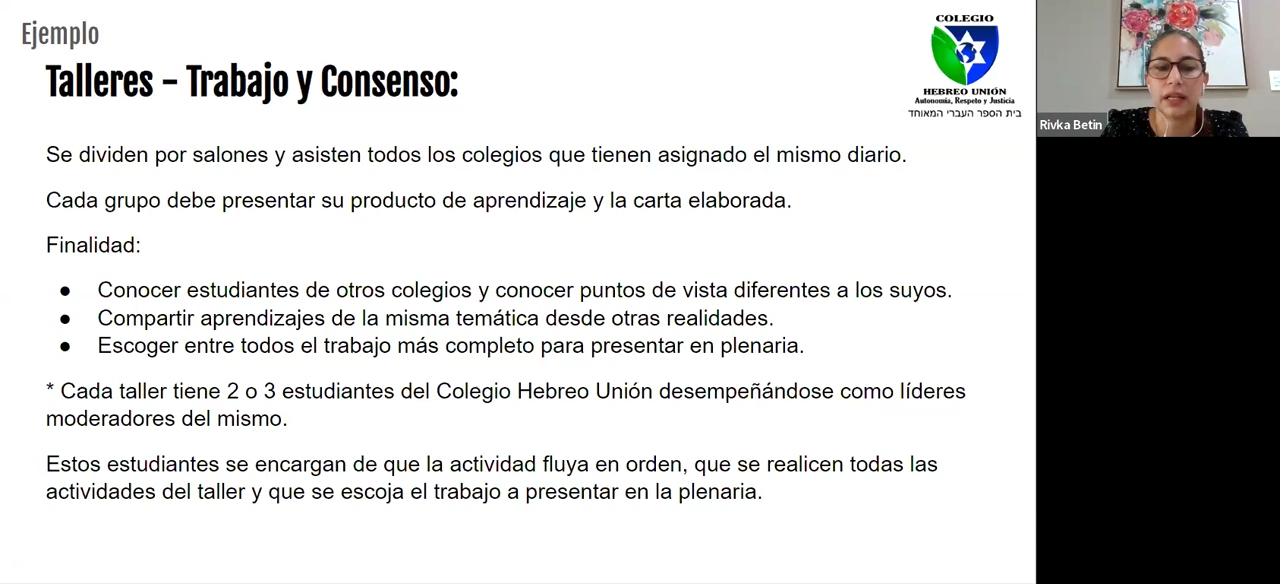 Ejemplo
Talleres – Trabajo y Consenso:
COLEGIO
HEBREO UNIÓN
Autonomía, Respeto y Justicia
בית הספר העברי המאוחד
Se dividen por salones y asisten todos los colegios que tienen asignado el mismo diario.
Cada grupo debe presentar su producto de aprendizaje y la carta elaborada.
Finalidad:
● Conocer estudiantes de otros colegios y conocer puntos de vista diferentes a los suyos.
● Compartir aprendizajes de la misma temática desde otras realidades.
● Escoger entre todos el trabajo más completo para presentar en plenaria.
* Cada taller tiene 2 o 3 estudiantes del Colegio Hebreo Unión desempeñándose como líderes
moderadores del mismo.
Estos estudiantes se encargan de que la actividad fluya en orden, que se realicen todas las
actividades del taller y que se escoja el trabajo a presentar en la plenaria.
Rivka Betin